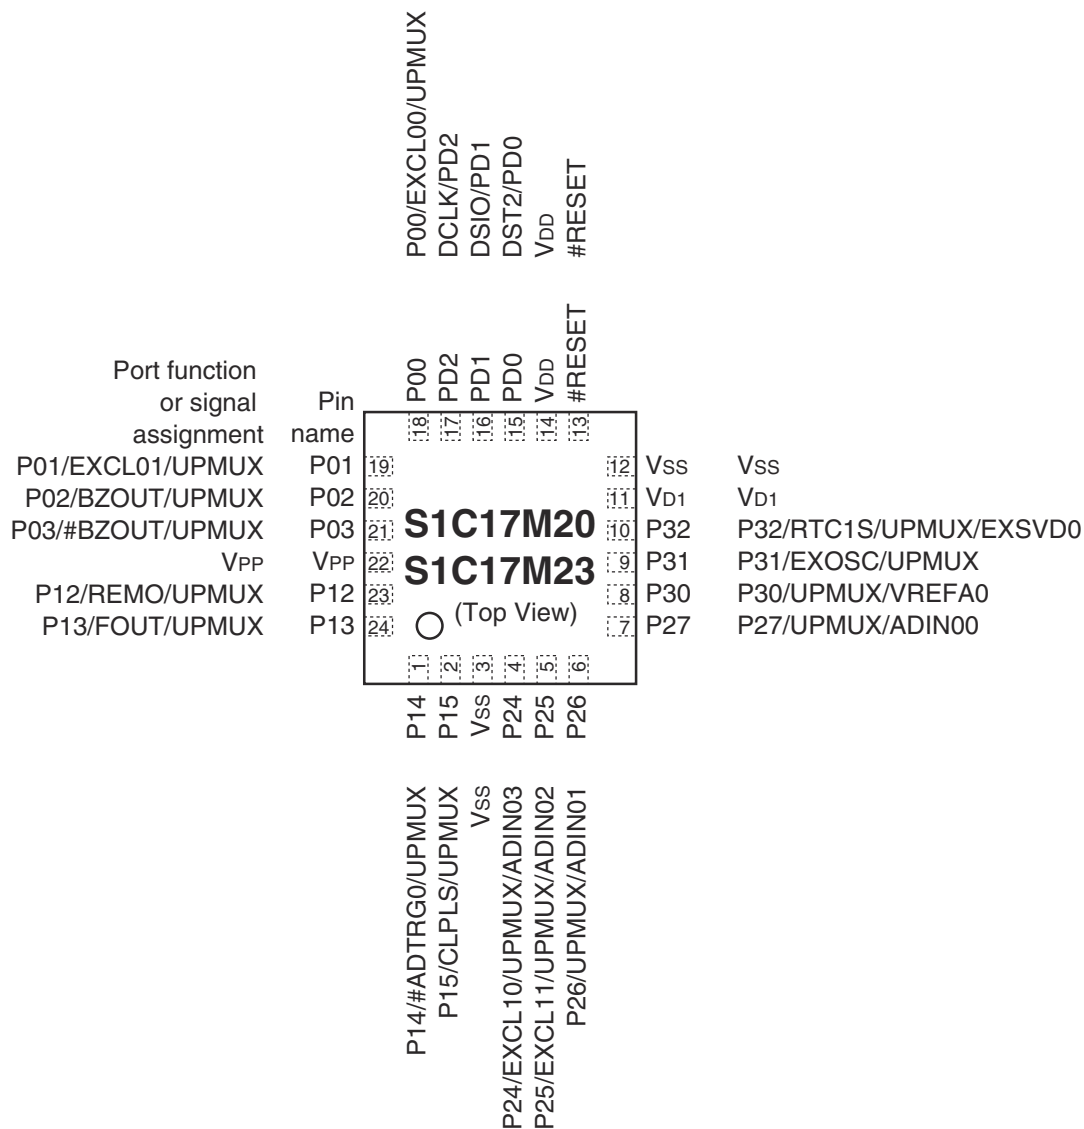 P00/EXCL00/UPMUX
DCLK/PD2
DSIO/PD1
DST2/PD0
VDD
#RESET
P00
PD2
PD1
PD0
VDD
#RESET
Port function
or signal
assignment
Pin
name
18
17
16
15
14
13
P01/EXCL01/UPMUX P01 19
P02/BZOUT/UPMUX P02 20
P03/#BZOUT/UPMUX P03 21
VPP VPP 22
P12/REMO/UPMUX P12 23
P13/FOUT/UPMUX P13 24
S1C17M20
S1C17M23
(Top View)
12 VSS VSS
11 VD1 VD1
10 P32 P32/RTC1S/UPMUX/EXSVD0
9 P31 P31/EXOSC/UPMUX
8 P30 P30/UPMUX/VREFA0
7 P27 P27/UPMUX/ADIN00
1
2
3
4
5
6
P14
P15
VSS
P24
P25
P26
P14/#ADTRG0/UPMUX
P15/CLPLS/UPMUX
VSS
P24/EXCL10/UPMUX/ADIN03
P25/EXCL11/UPMUX/ADIN02
P26/UPMUX/ADIN01